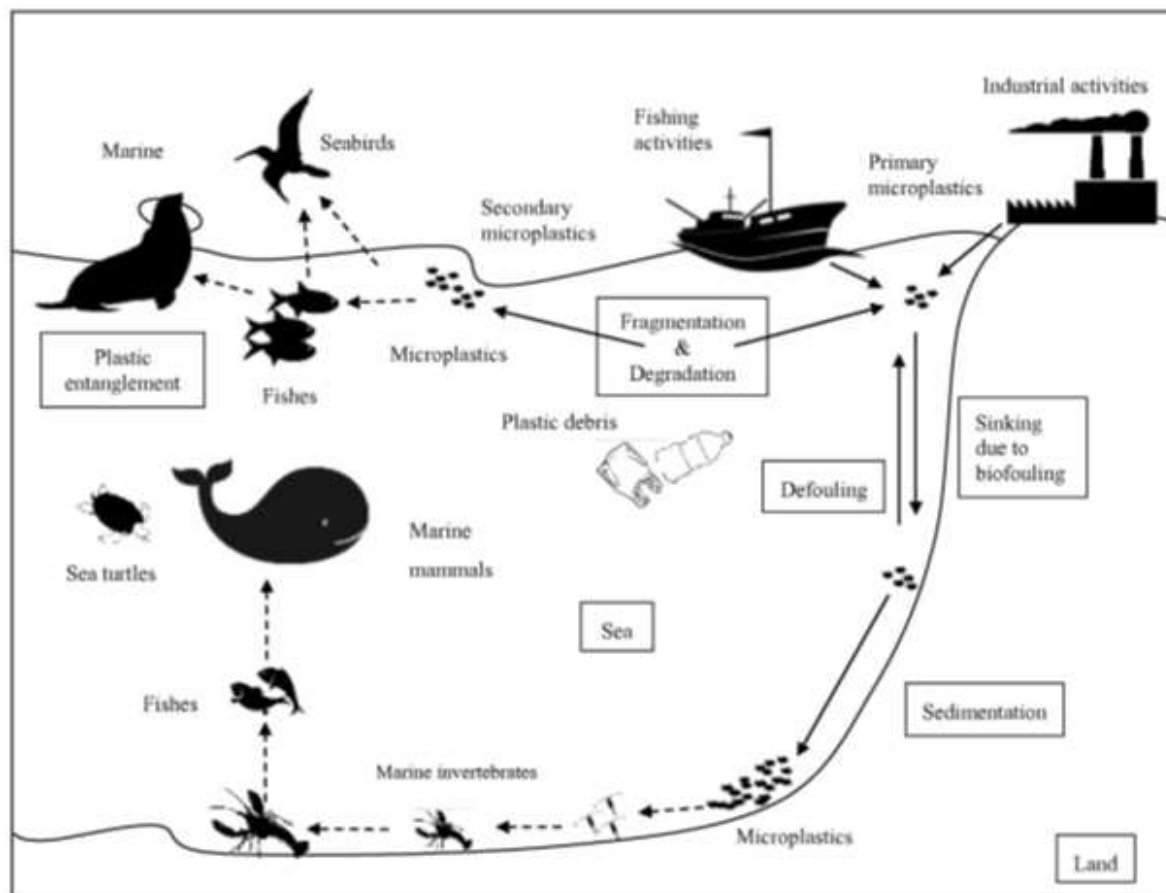 Industrial activities
Fishing
activities
Seabirds
Marine
Primary
microplastics
Secondary
microplastics
Fragmentation
&
Degradation
Microplastics
Plastic
entanglement
Fishes
Plastic debris
Sinking
due to
biofouling
Defouling
Marine
mammals
Sea turtles
Sea
Fishes
Sedimentation
Marine invertebrates
Microplastics
Land